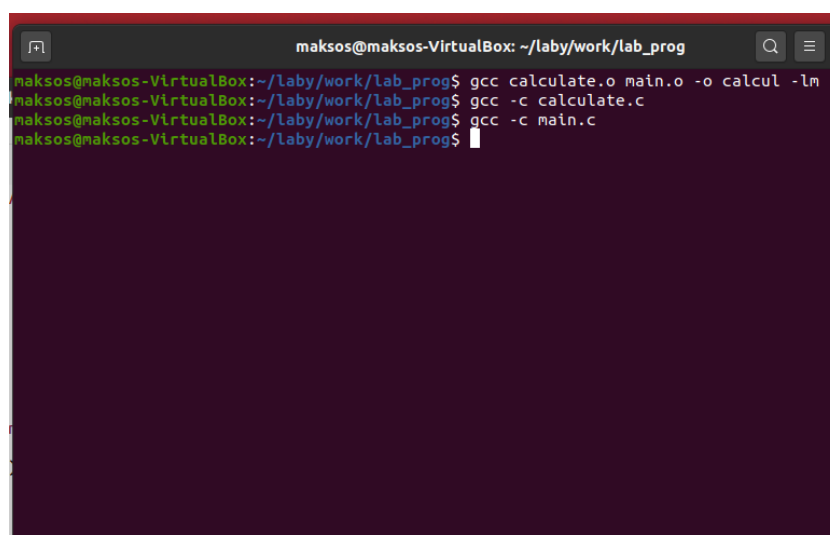 maksos@maksos-VirtualBox: ~/laby/work/lab_prog
maksos@maksos-VirtualBox:~/laby/work/lab_prog$ gcc calculate.o main.o -o calcul -lm
maksos@maksos-VirtualBox:~/laby/work/lab_prog$ gcc -c calculate.c
maksos@maksos-VirtualBox:~/laby/work/lab_prog$ gcc -c main.c
maksos@maksos-VirtualBox:~/laby/work/lab_prog$